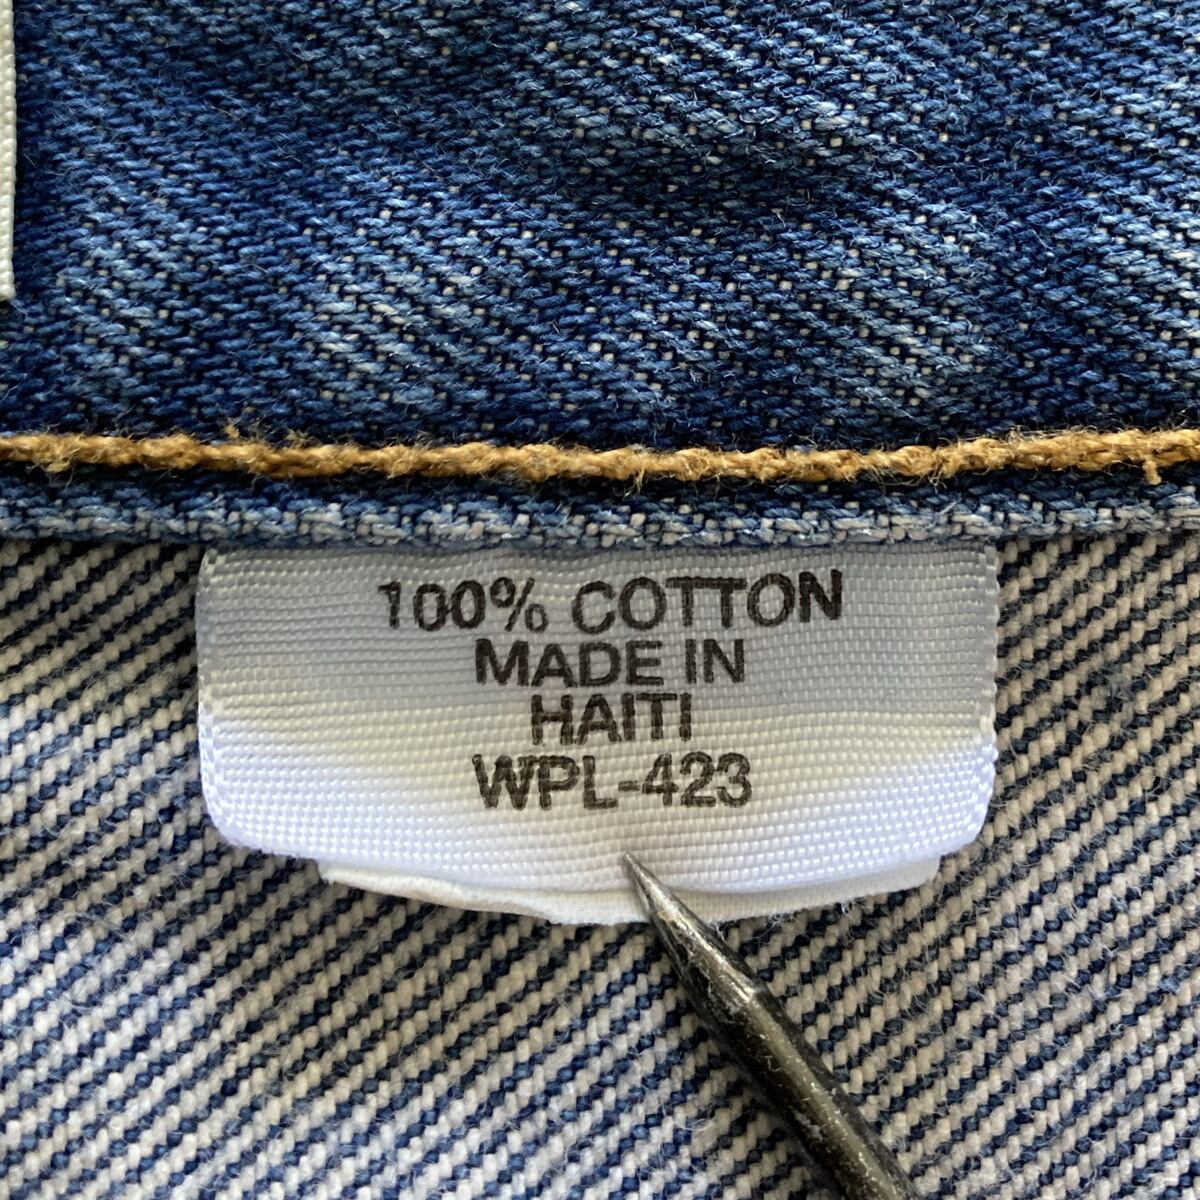 100% COTTON
MADE IN
HAITI
WPL-423